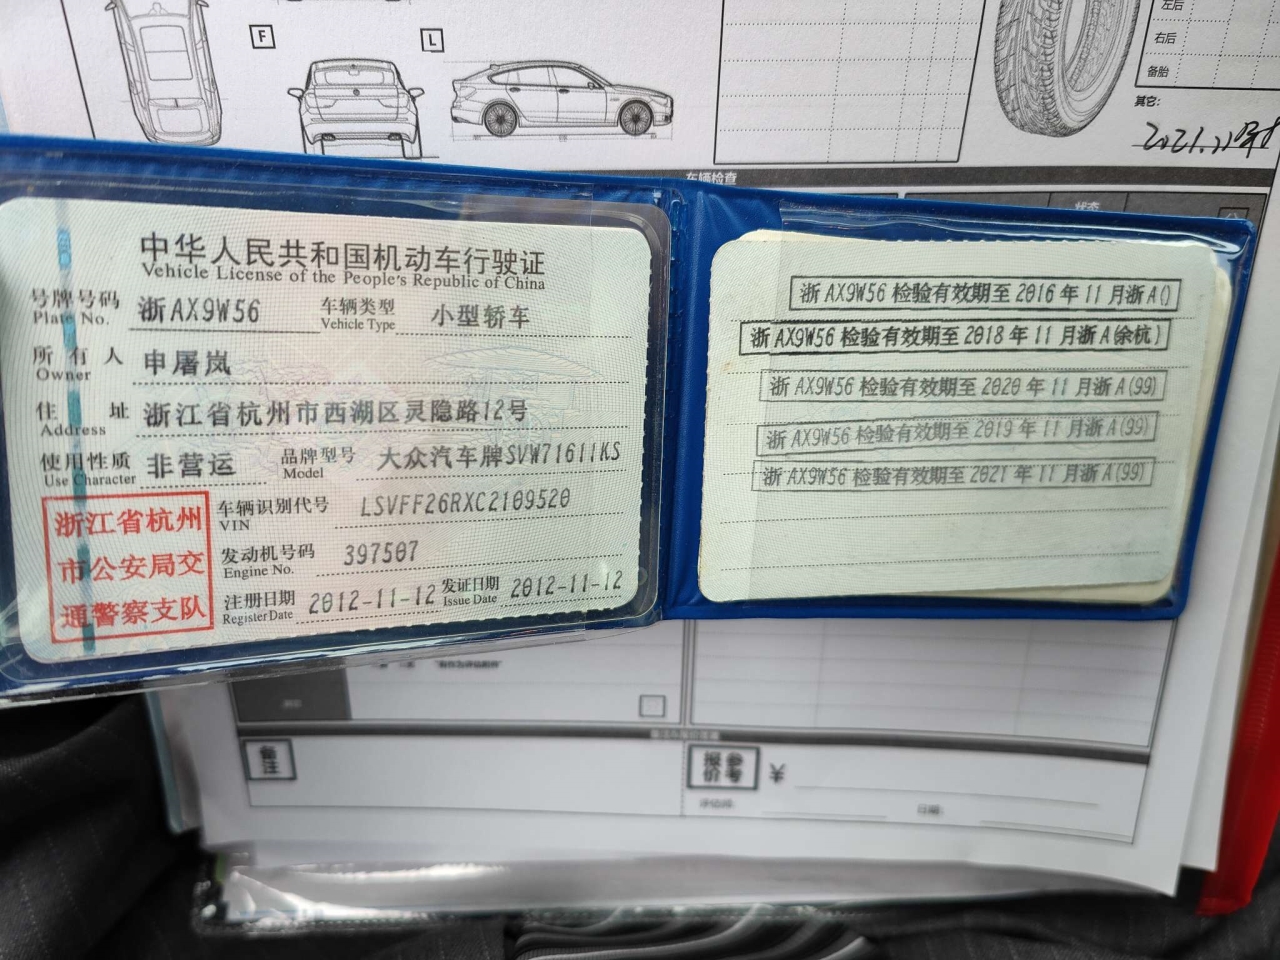 F
L
左后
右后
备胎
其它:
车辆检查
状态
中华人民共和国机动车行驶证
Vehicle License of the People's Republic of China
号牌号码 浙AX9W56 车辆类型 小型轿车
Plate No. Vehicle Type
所有人 申屠岚
Owner
住址 浙江省杭州市西湖区灵隐路12号
Address
使用性质 非营运 品牌型号 大众汽车牌SVW71611KS
Use Character Model
浙江省杭州
市公安局交
通警察支队
车辆识别代号 LSVFF26RXC2109520
VIN
发动机号码 397507
Engine No.
注册日期 2012-11-12 发证日期 2012-11-12
Register Date Issue Date
浙AX9W56 检验有效期至 2016 年 11 月浙A()
浙AX9W56 检验有效期至 2018 年 11 月浙A(余杭)
浙AX9W56 检验有效期至 2020 年 11 月浙A(99)
浙AX9W56 检验有效期至 2019 年 11 月浙A(99)
浙AX9W56 检验有效期至 2021 年 11 月浙A(99)
备注
参考报价 ¥
日期: